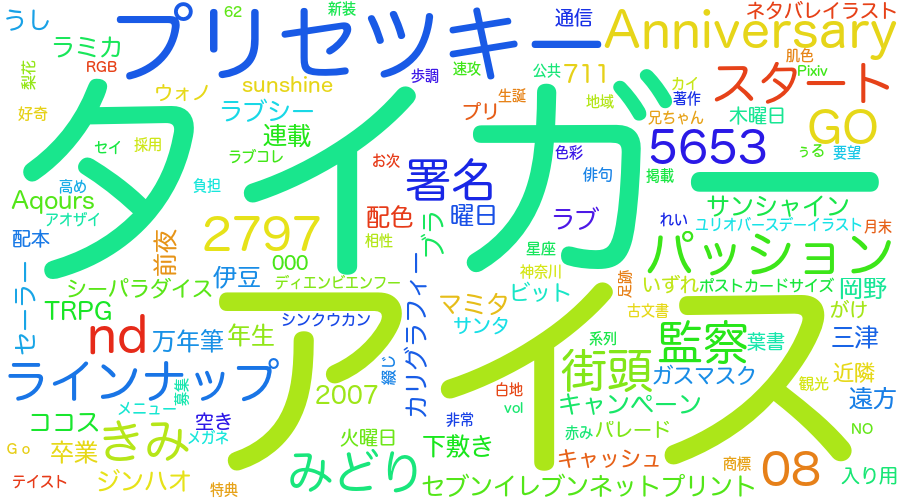 うし
プリセツキー
62
新装
通信
Anniversary
ネタバレイラスト
ラミカ
RGB
梨花
ウォノ
sunshine
歩調
速攻
公共
711
肌色
Pixiv
スタート
好奇
ラブシー
プリ
生誕
地域
カイ
著作
兄ちゃん
木曜日
GO
セイ
採用
連載
ラブコレ
タイガー
お次
署名
色彩
5653
ぅる
要望
高め
負担
俳句
掲載
Aqours
アオザイ
配色
曜日
ラブ
れい
サンシャイン
ユリオバースデーイラスト
月末
配本
前夜
2797
相性
ブラ
星座
パッション
000
伊豆
ディエンビエンフー
神奈川
足跡
いずれ
ポストカードサイズ
岡野
セーラー
シーパラダイス
TRPG
シンクウカン
カリグラフィー
マミタ
ビット
サンタ
古文書
がけ
nd
万年筆
年生
アイス
系列
監察
葉書
三津
ラインナップ
綴じ
街頭
ガスマスク
近隣
観光
募集
2007
白地
vol
キャンペーン
遠方
メニュー
ココス
空き
非常
赤み
パレード
NO
Go
卒業
きみ
メガネ
火曜日
下敷き
キャッシュ
商標
08
入り用
テイスト
ジンハオ
特典
みどり
セブンイレブンネットプリント